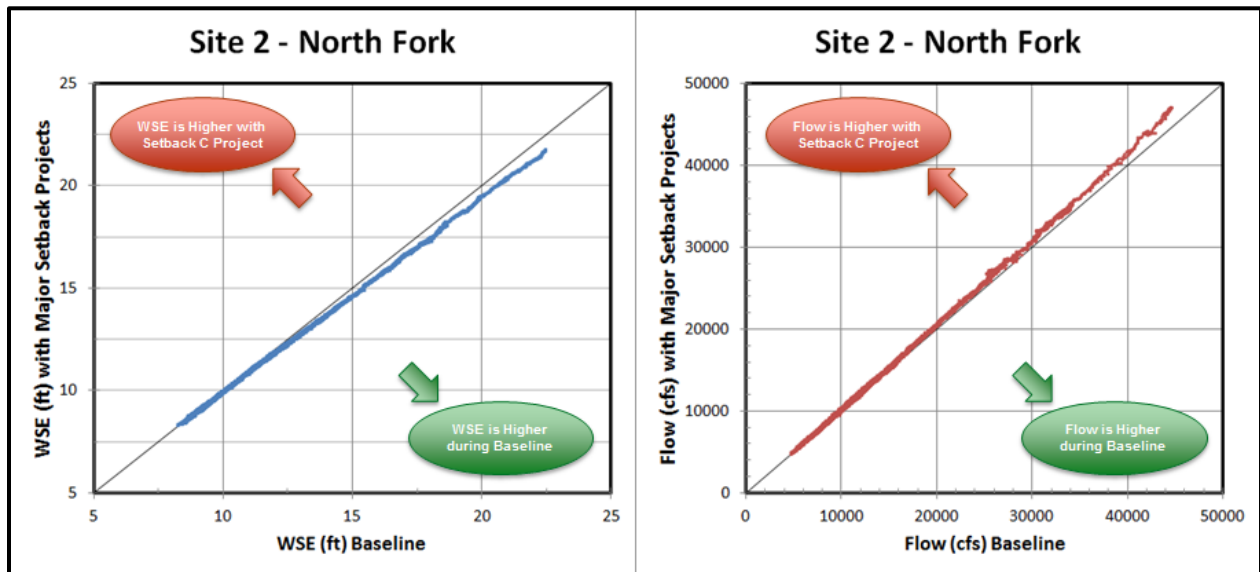 Site 2 - North Fork
WSE (ft) with Major Setback Projects
25
20
15
10
5
WSE is Higher with
Setback C Project
WSE is Higher
during Baseline
5
10
15
20
25
WSE (ft) Baseline
Site 2 - North Fork
Flow (cfs) with Major Setback Projects
50000
40000
30000
20000
10000
0
Flow is Higher with
Setback C Project
Flow is Higher
during Baseline
0
10000
20000
30000
40000
50000
Flow (cfs) Baseline